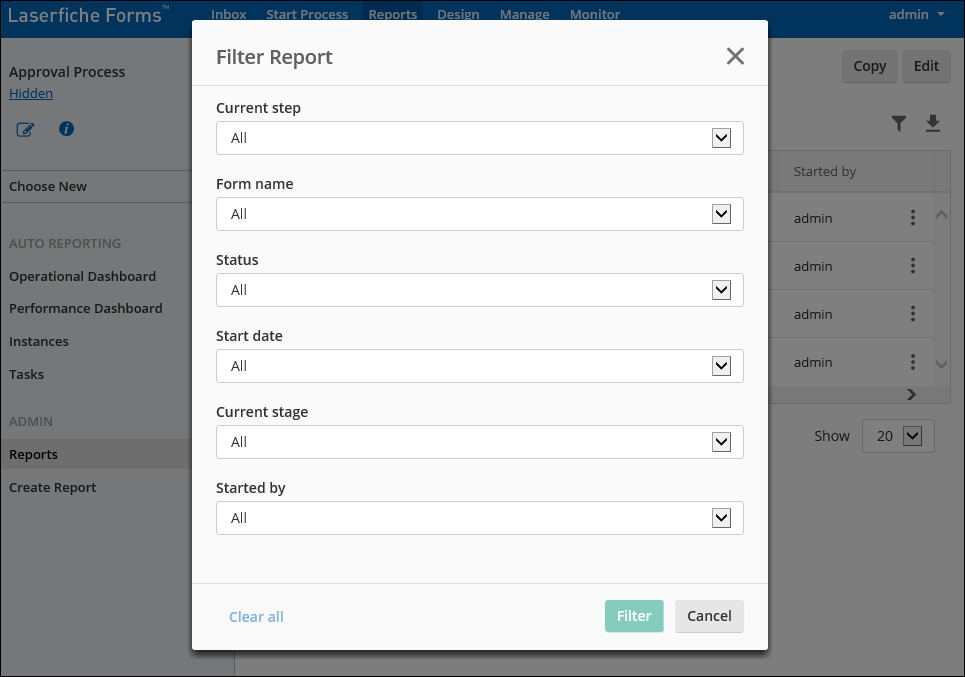 Laserfiche Forms™
Inbox Start Process Reports Design Manage Monitor
admin
Approval Process
Hidden
Choose New
AUTO REPORTING
Operational Dashboard
Performance Dashboard
Instances
Tasks
ADMIN
Reports
Create Report
Filter Report
Current step
All
Form name
All
Status
All
Start date
All
Current stage
All
Started by
All
Clear all
Filter
Cancel
Copy
Edit
Started by
admin
admin
admin
admin
Show 20